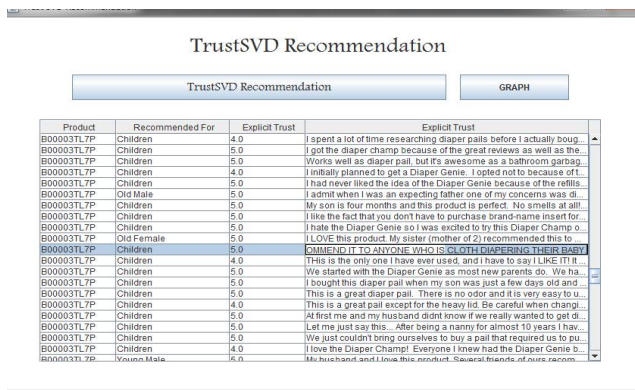 TrustSVD Recommendation
TrustSVD Recommendation GRAPH
Product Recommended For Explicit Trust Explicit Trust
B00003TL7P Children 4.0 I spent a lot of time researching diaper pails before I actually boug...
B00003TL7P Children 5.0 I got the diaper champ because of the great reviews as well as the...
B00003TL7P Children 5.0 Works well as diaper pail, but it's awesome as a bathroom garbag...
B00003TL7P Children 4.0 I initially planned to get a Diaper Genie. I opted not to because of t...
B00003TL7P Children 5.0 I had never liked the idea of the Diaper Genie because of the refills...
B00003TL7P Old Male 5.0 I admit when I was an expecting father one of my concerns was di...
B00003TL7P Children 5.0 My son is four months and this product is perfect. No smells at all!...
B00003TL7P Children 5.0 I like the fact that you don't have to purchase brand-name insert for...
B00003TL7P Children 5.0 I hate the Diaper Genie so I was excited to try this Diaper Champ o...
B00003TL7P Old Female 5.0 I LOVE this product. My sister (mother of 2) recommended this to ...
B00003TL7P Children 5.0 OMMEND IT TO ANYONE WHO IS CLOTH DIAPERING THEIR BABY
B00003TL7P Children 4.0 THis is the only one I have ever used, and i have to say I LIKE IT! It ...
B00003TL7P Children 5.0 We started with the Diaper Genie as most new parents do. We ha...
B00003TL7P Children 5.0 I bought this diaper pail when my son was just a few days old and ...
B00003TL7P Children 5.0 This is a great diaper pail. There is no odor and it is very easy to u...
B00003TL7P Children 4.0 This is a great pail except for the heavy lid. Be careful when changi...
B00003TL7P Children 5.0 At first me and my husband didnt know if we really wanted to get di...
B00003TL7P Children 5.0 Let me just say this... After being a nanny for almost 10 years I hav...
B00003TL7P Children 5.0 We just couldn't bring ourselves to buy a pail that required us to pu...
B00003TL7P Children 4.0 I love the Diaper Champ! Everyone I knew had the Diaper Genie b...
B00003TL7P Young Male 5.0 My husband and I love this product. Several friends of ours recom...